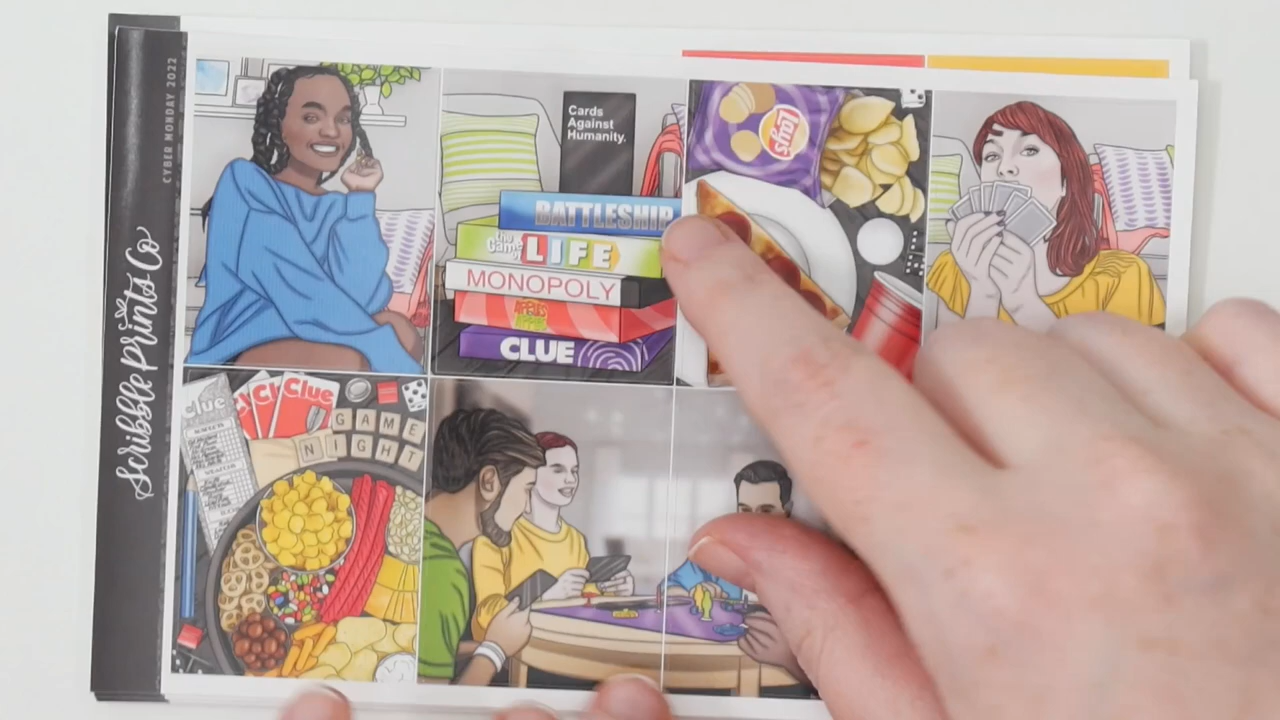 CYBER MONDAY 2022
Scribble Prints Co
Cards
Against
Humanity.
BATTLESHIP
the
Game
of
LIFE
MONOPOLY
APPLES
APPLES
CLUE
Lay's
Clue
Cl
Clue
GAME
NIGHT